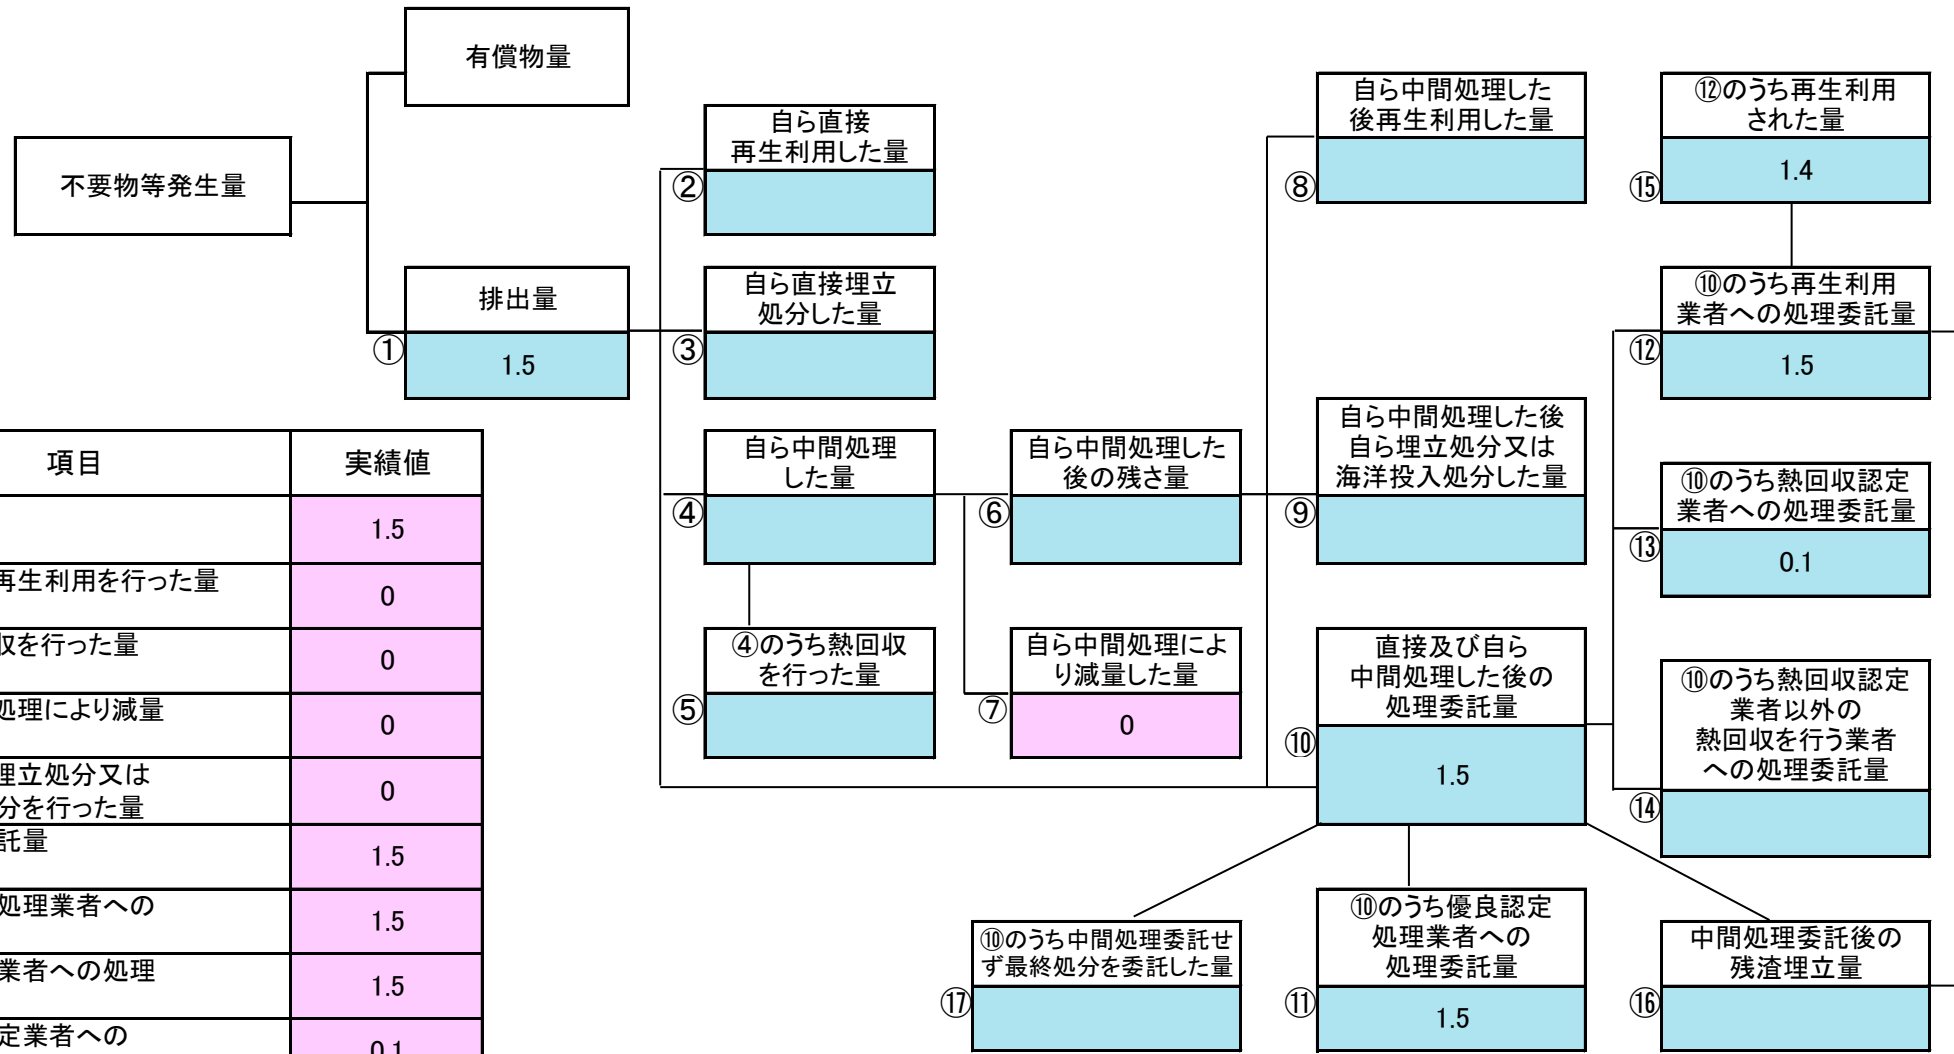 有償物量
不要物等発生量
排出量
①
1.5
自ら直接
再生利用した量
②
自ら直接埋立
処分した量
③
自ら中間処理
した量
④
④のうち熱回収
を行った量
⑤
自ら中間処理した
後の残さ量
⑥
自ら中間処理によ
り減量した量
⑦
0
自ら中間処理した
後再生利用した量
⑧
自ら中間処理した後
自ら埋立処分又は
海洋投入処分した量
⑨
直接及び自ら
中間処理した後の
処理委託量
⑩
1.5
⑫のうち再生利用
された量
⑮
1.4
⑩のうち再生利用
業者への処理委託量
⑫
1.5
⑩のうち熱回収認定
業者への処理委託量
⑬
0.1
⑩のうち熱回収認定
業者以外の
熱回収を行う業者
への処理委託量
⑭
⑩のうち中間処理委託せ
ず最終処分を委託した量
⑰
⑩のうち優良認定
処理業者への
処理委託量
⑪
1.5
中間処理委託後の
残渣埋立量
⑯
項目
実績値
1.5
再生利用を行った量
0
収を行った量
0
処理により減量
0
埋立処分又は
分を行った量
0
託量
1.5
処理業者への
1.5
業者への処理
1.5
定業者への
0.1